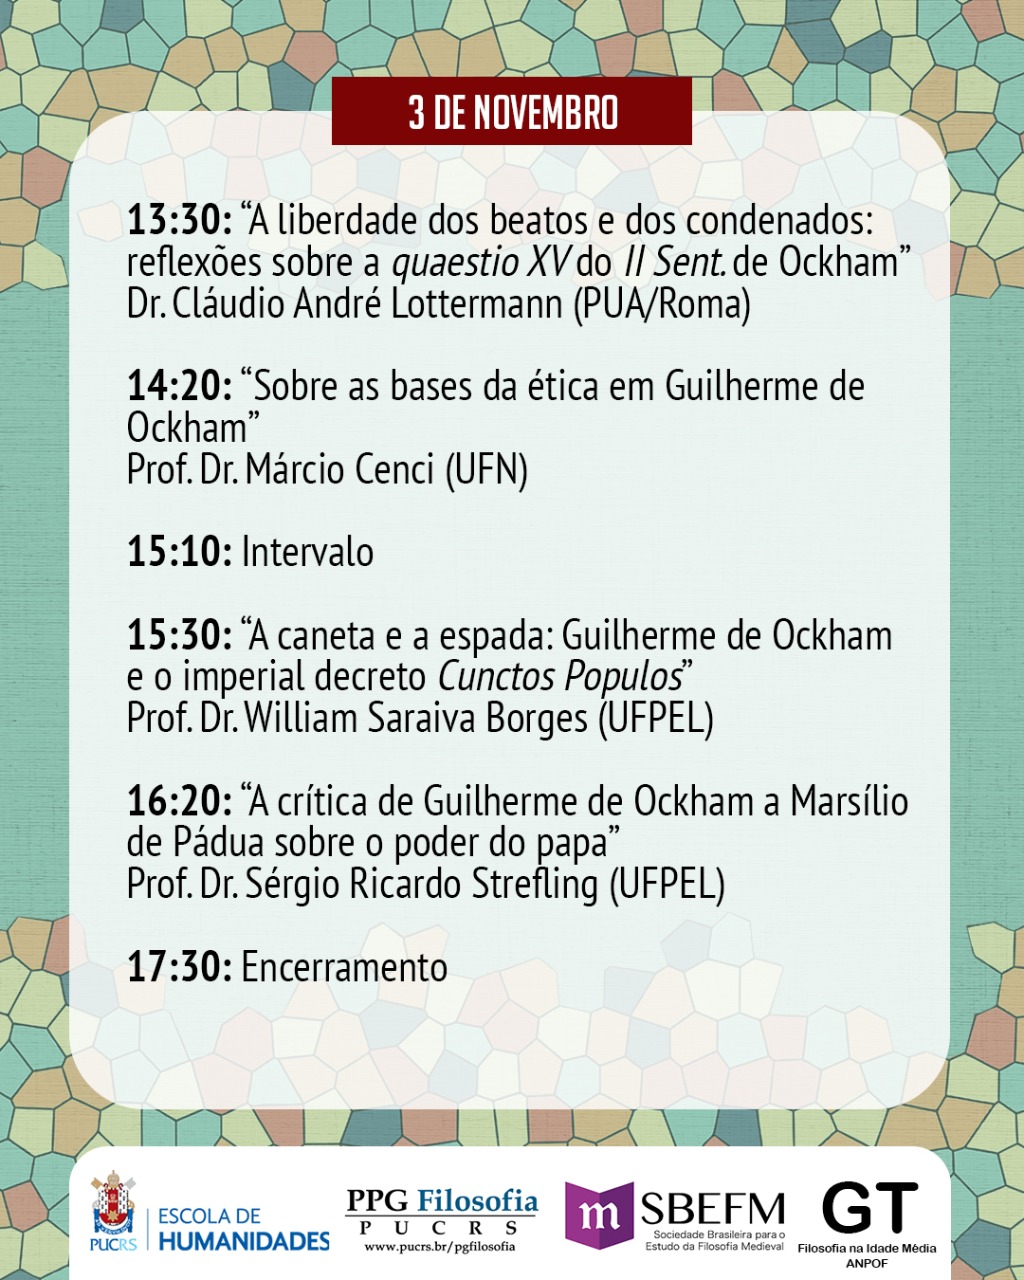 3 DE NOVEMBRO
13:30: “A liberdade dos beatos e dos condenados:
reflexões sobre a quaestio XV do II Sent. de Ockham”
Dr. Cláudio André Lottermann (PUA/Roma)
14:20: “Sobre as bases da ética em Guilherme de
Ockham”
Prof. Dr. Márcio Cenci (UFN)
15:10: Intervalo
15:30: “A caneta e a espada: Guilherme de Ockham
e o imperial decreto Cunctos Populos”
Prof. Dr. William Saraiva Borges (UFPEL)
16:20: “A crítica de Guilherme de Ockham a Marsílio
de Pádua sobre o poder do papa”
Prof. Dr. Sérgio Ricardo Strefling (UFPEL)
17:30: Encerramento
PUCRS
ESCOLA DE
HUMANIDADES
PPG Filosofia
PUCRS
www.pucrs.br/pgfilosofia
m
SBEFM
Sociedade Brasileira para o
Estudo da Filosofia Medieval
GT
Filosofia na Idade Média
ANPOF